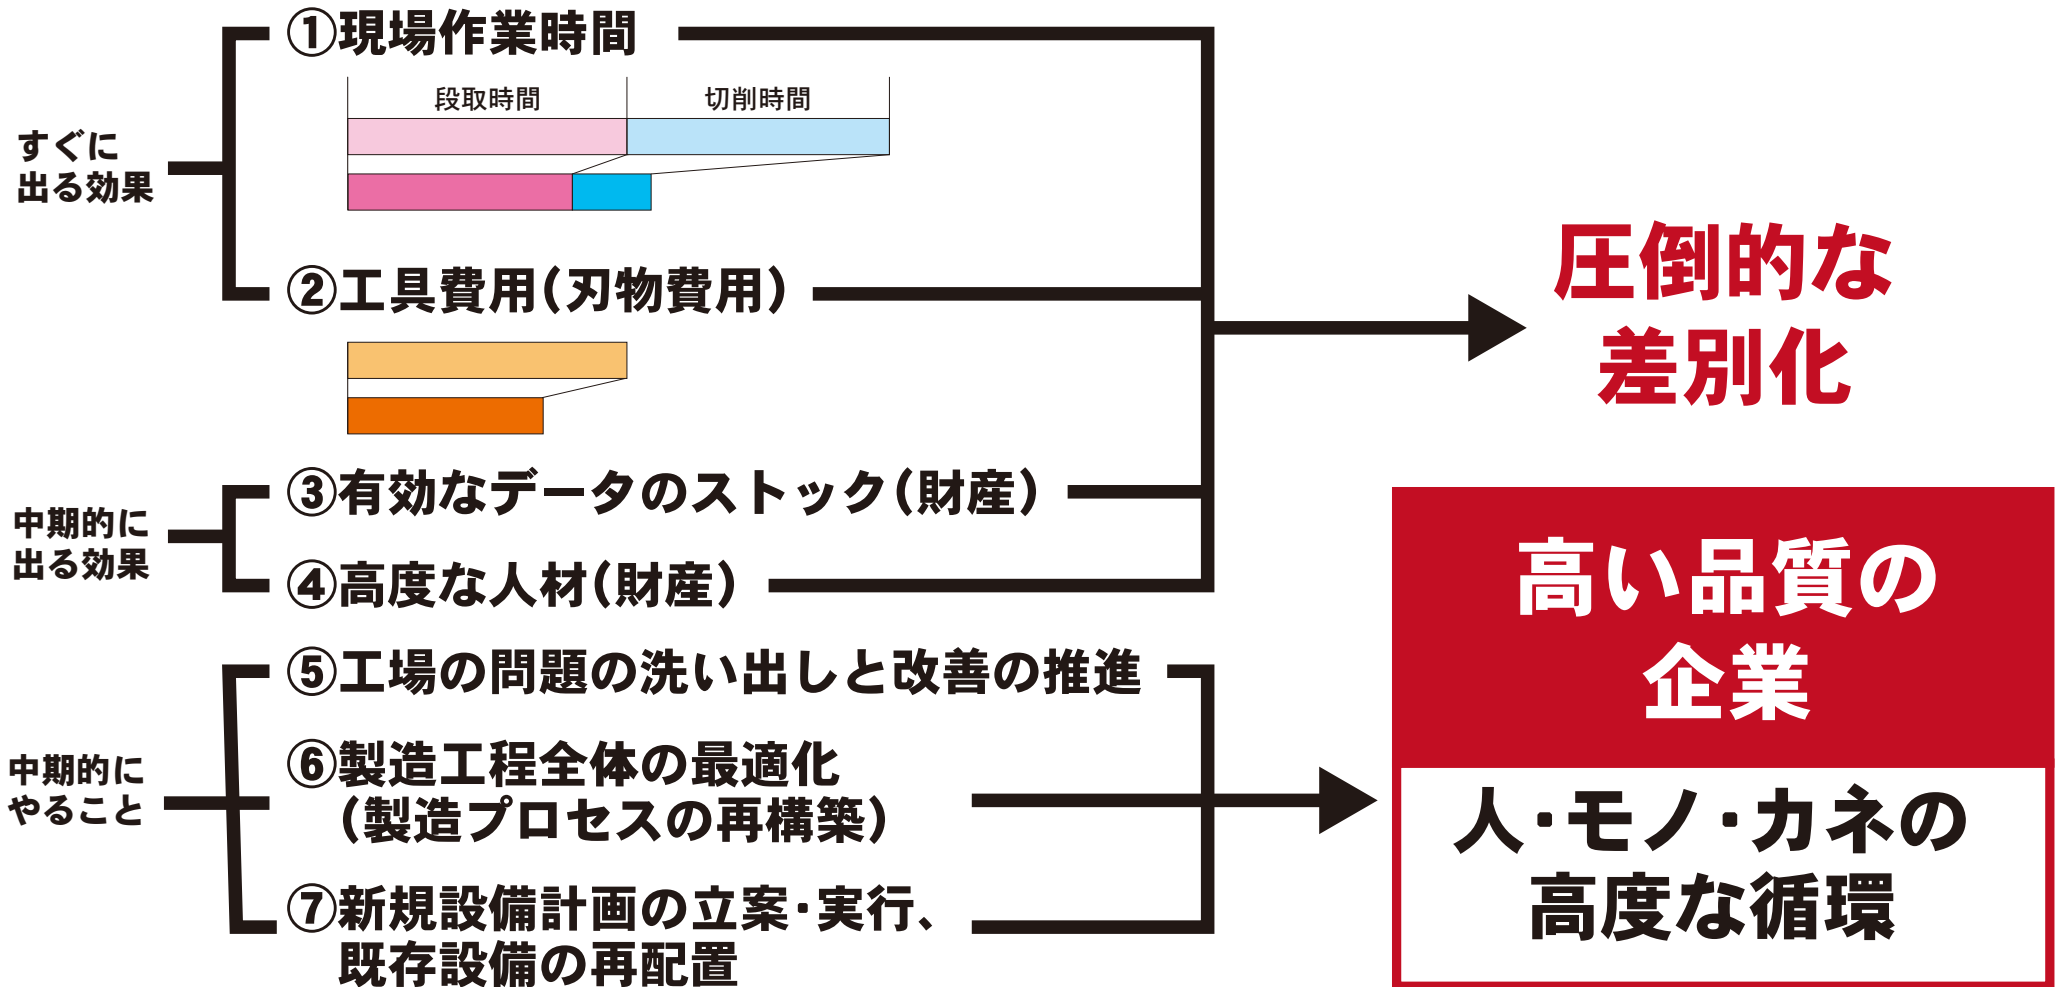 すぐに
出る効果
①現場作業時間
段取時間
切削時間
②工具費用(刃物費用)
中期的に
出る効果
③有効なデータのストック(財産)
④高度な人材(財産)
中期的に
やること
⑤工場の問題の洗い出しと改善の推進
⑥製造工程全体の最適化
(製造プロセスの再構築)
⑦新規設備計画の立案・実行、
既存設備の再配置
圧倒的な
差別化
高い品質の
企業
人・モノ・カネの
高度な循環